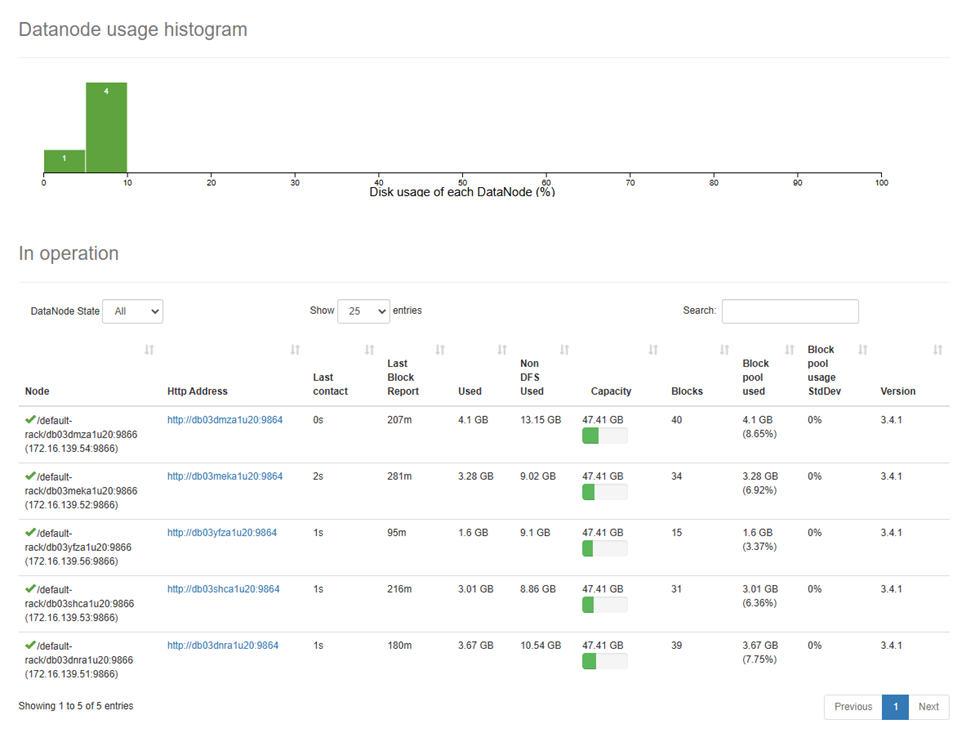 Datanode usage histogram
4
1
0 10 20 30 40 50 60 70 80 90 100
Disk usage of each DataNode (%)
In operation
DataNode State All Show 25 entries Search:
Node Http Address Last contact Last Block Report Used Non DFS Used Capacity Blocks Block pool used Block pool usage StdDev Version
/default-
rack/db03dmza1u20:9866
(172.16.139.54:9866)
http://db03dmza1u20:9864 0s 207m 4.1 GB 13.15 GB 47.41 GB 40 4.1 GB (8.65%) 0% 3.4.1
/default-
rack/db03meka1u20:9866
(172.16.139.52:9866)
http://db03meka1u20:9864 2s 281m 3.28 GB 9.02 GB 47.41 GB 34 3.28 GB (6.92%) 0% 3.4.1
/default-
rack/db03yfza1u20:9866
(172.16.139.56:9866)
http://db03yfza1u20:9864 1s 95m 1.6 GB 9.1 GB 47.41 GB 15 1.6 GB (3.37%) 0% 3.4.1
/default-
rack/db03shca1u20:9866
(172.16.139.53:9866)
http://db03shca1u20:9864 1s 216m 3.01 GB 8.86 GB 47.41 GB 31 3.01 GB (6.36%) 0% 3.4.1
/default-
rack/db03dnra1u20:9866
(172.16.139.51:9866)
http://db03dnra1u20:9864 1s 180m 3.67 GB 10.54 GB 47.41 GB 39 3.67 GB (7.75%) 0% 3.4.1
Showing 1 to 5 of 5 entries Previous 1 Next